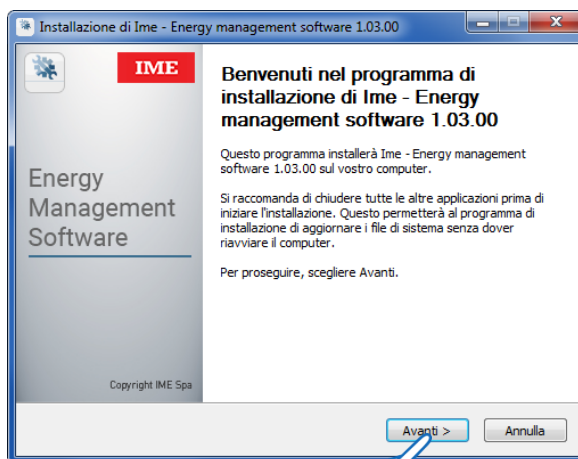 Installazione di Ime - Energy management software 1.03.00
IME
Benvenuti nel programma di
installazione di Ime - Energy
management software 1.03.00
Questo programma installerà Ime - Energy management
software 1.03.00 sul vostro computer.
Si raccomanda di chiudere tutte le altre applicazioni prima di
iniziare l'installazione. Questo permetterà al programma di
installazione di aggiornare i file di sistema senza dover
riavviare il computer.
Per proseguire, scegliere Avanti.
Energy
Management
Software
Copyright IME Spa
Avanti >
Annulla